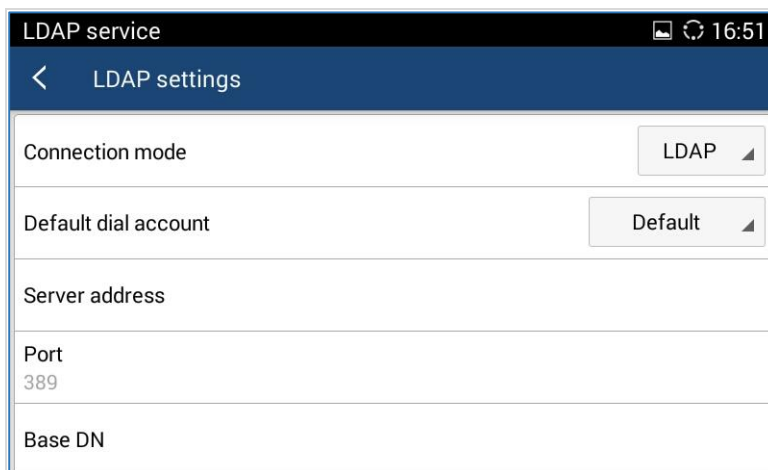 LDAP service 16:51
LDAP settings
Connection mode LDAP
Default dial account Default
Server address
Port
389
Base DN